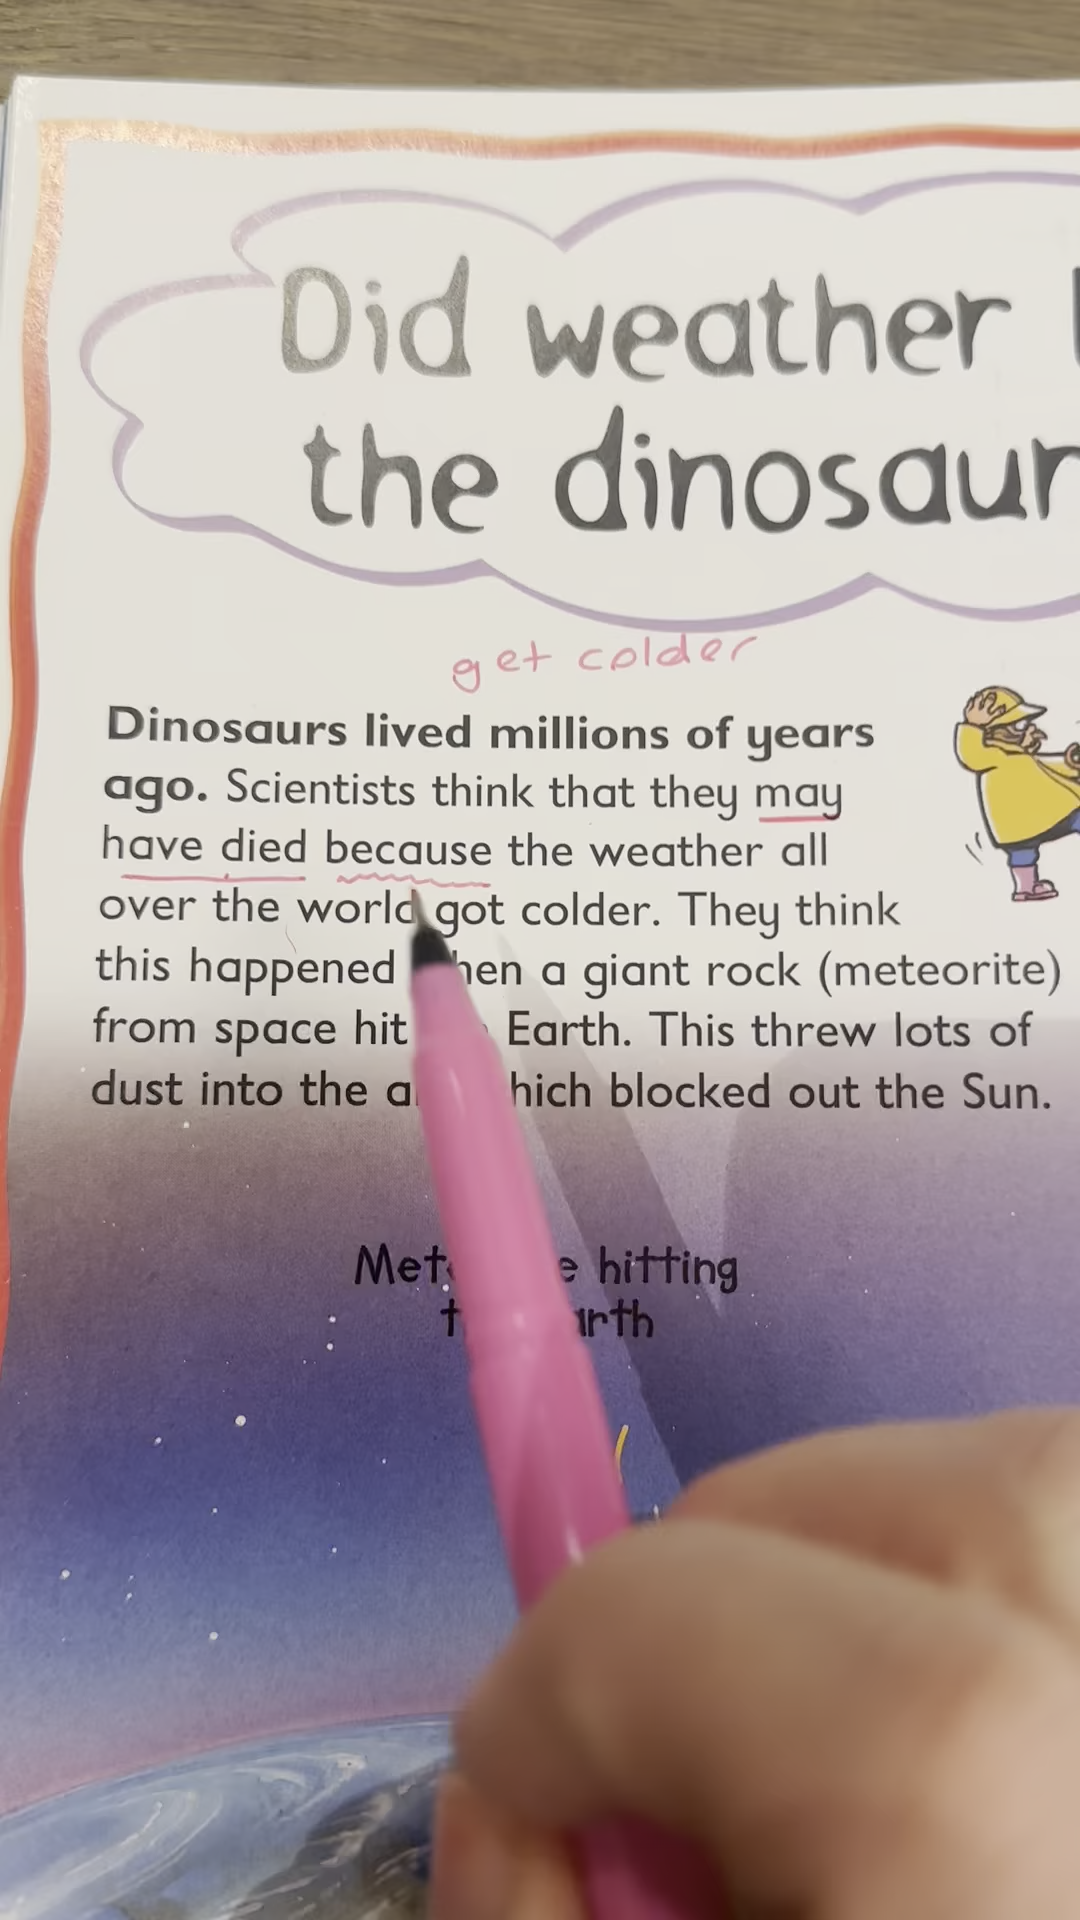 Did weather
the dinosaur
get colder
Dinosaurs lived millions of years
ago. Scientists think that they may
have died because the weather all
over the world got colder. They think
this happened hen a giant rock (meteorite)
from space hit Earth. This threw lots of
dust into the a hich blocked out the Sun.
Met e hitting
t arth